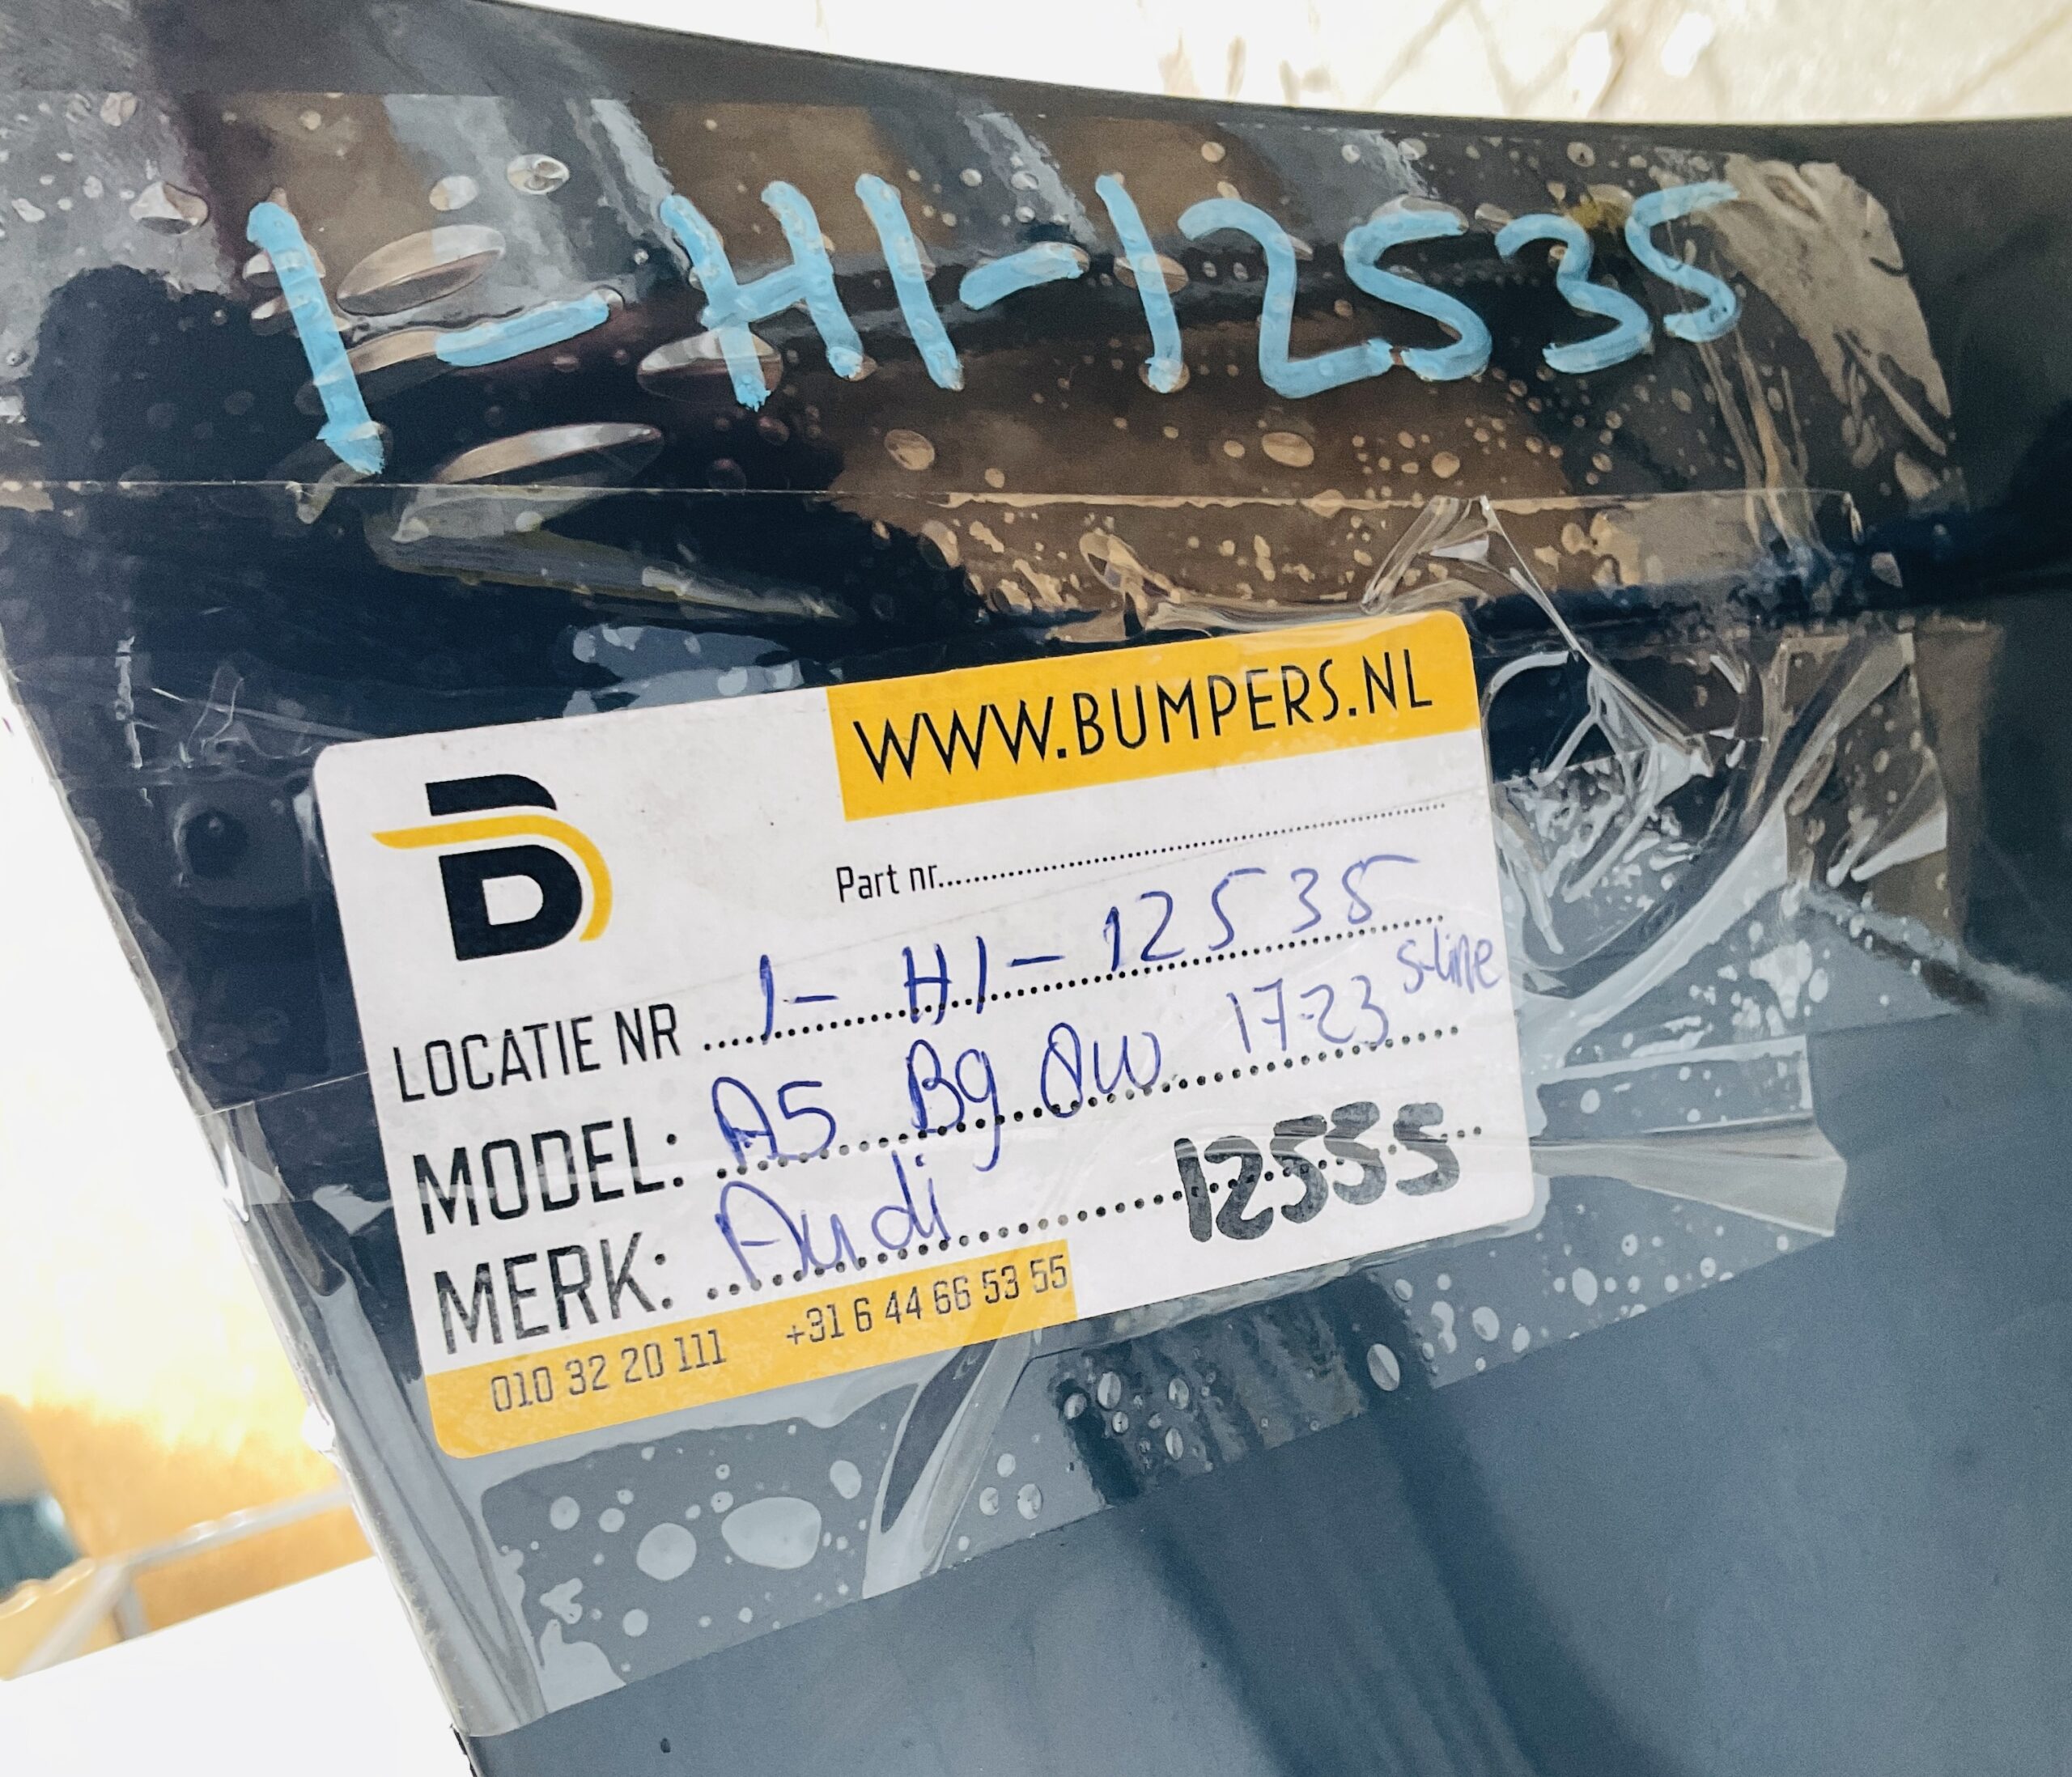 1-H1-12535
WWW.BUMPERS.NL
B
Part nr.
LOCATIE NR 1- H1-12535
MODEL: A5 B9 8W 17-23 S-line
MERK: Audi 12535
010 32 20 111 +31 6 44 66 53 55